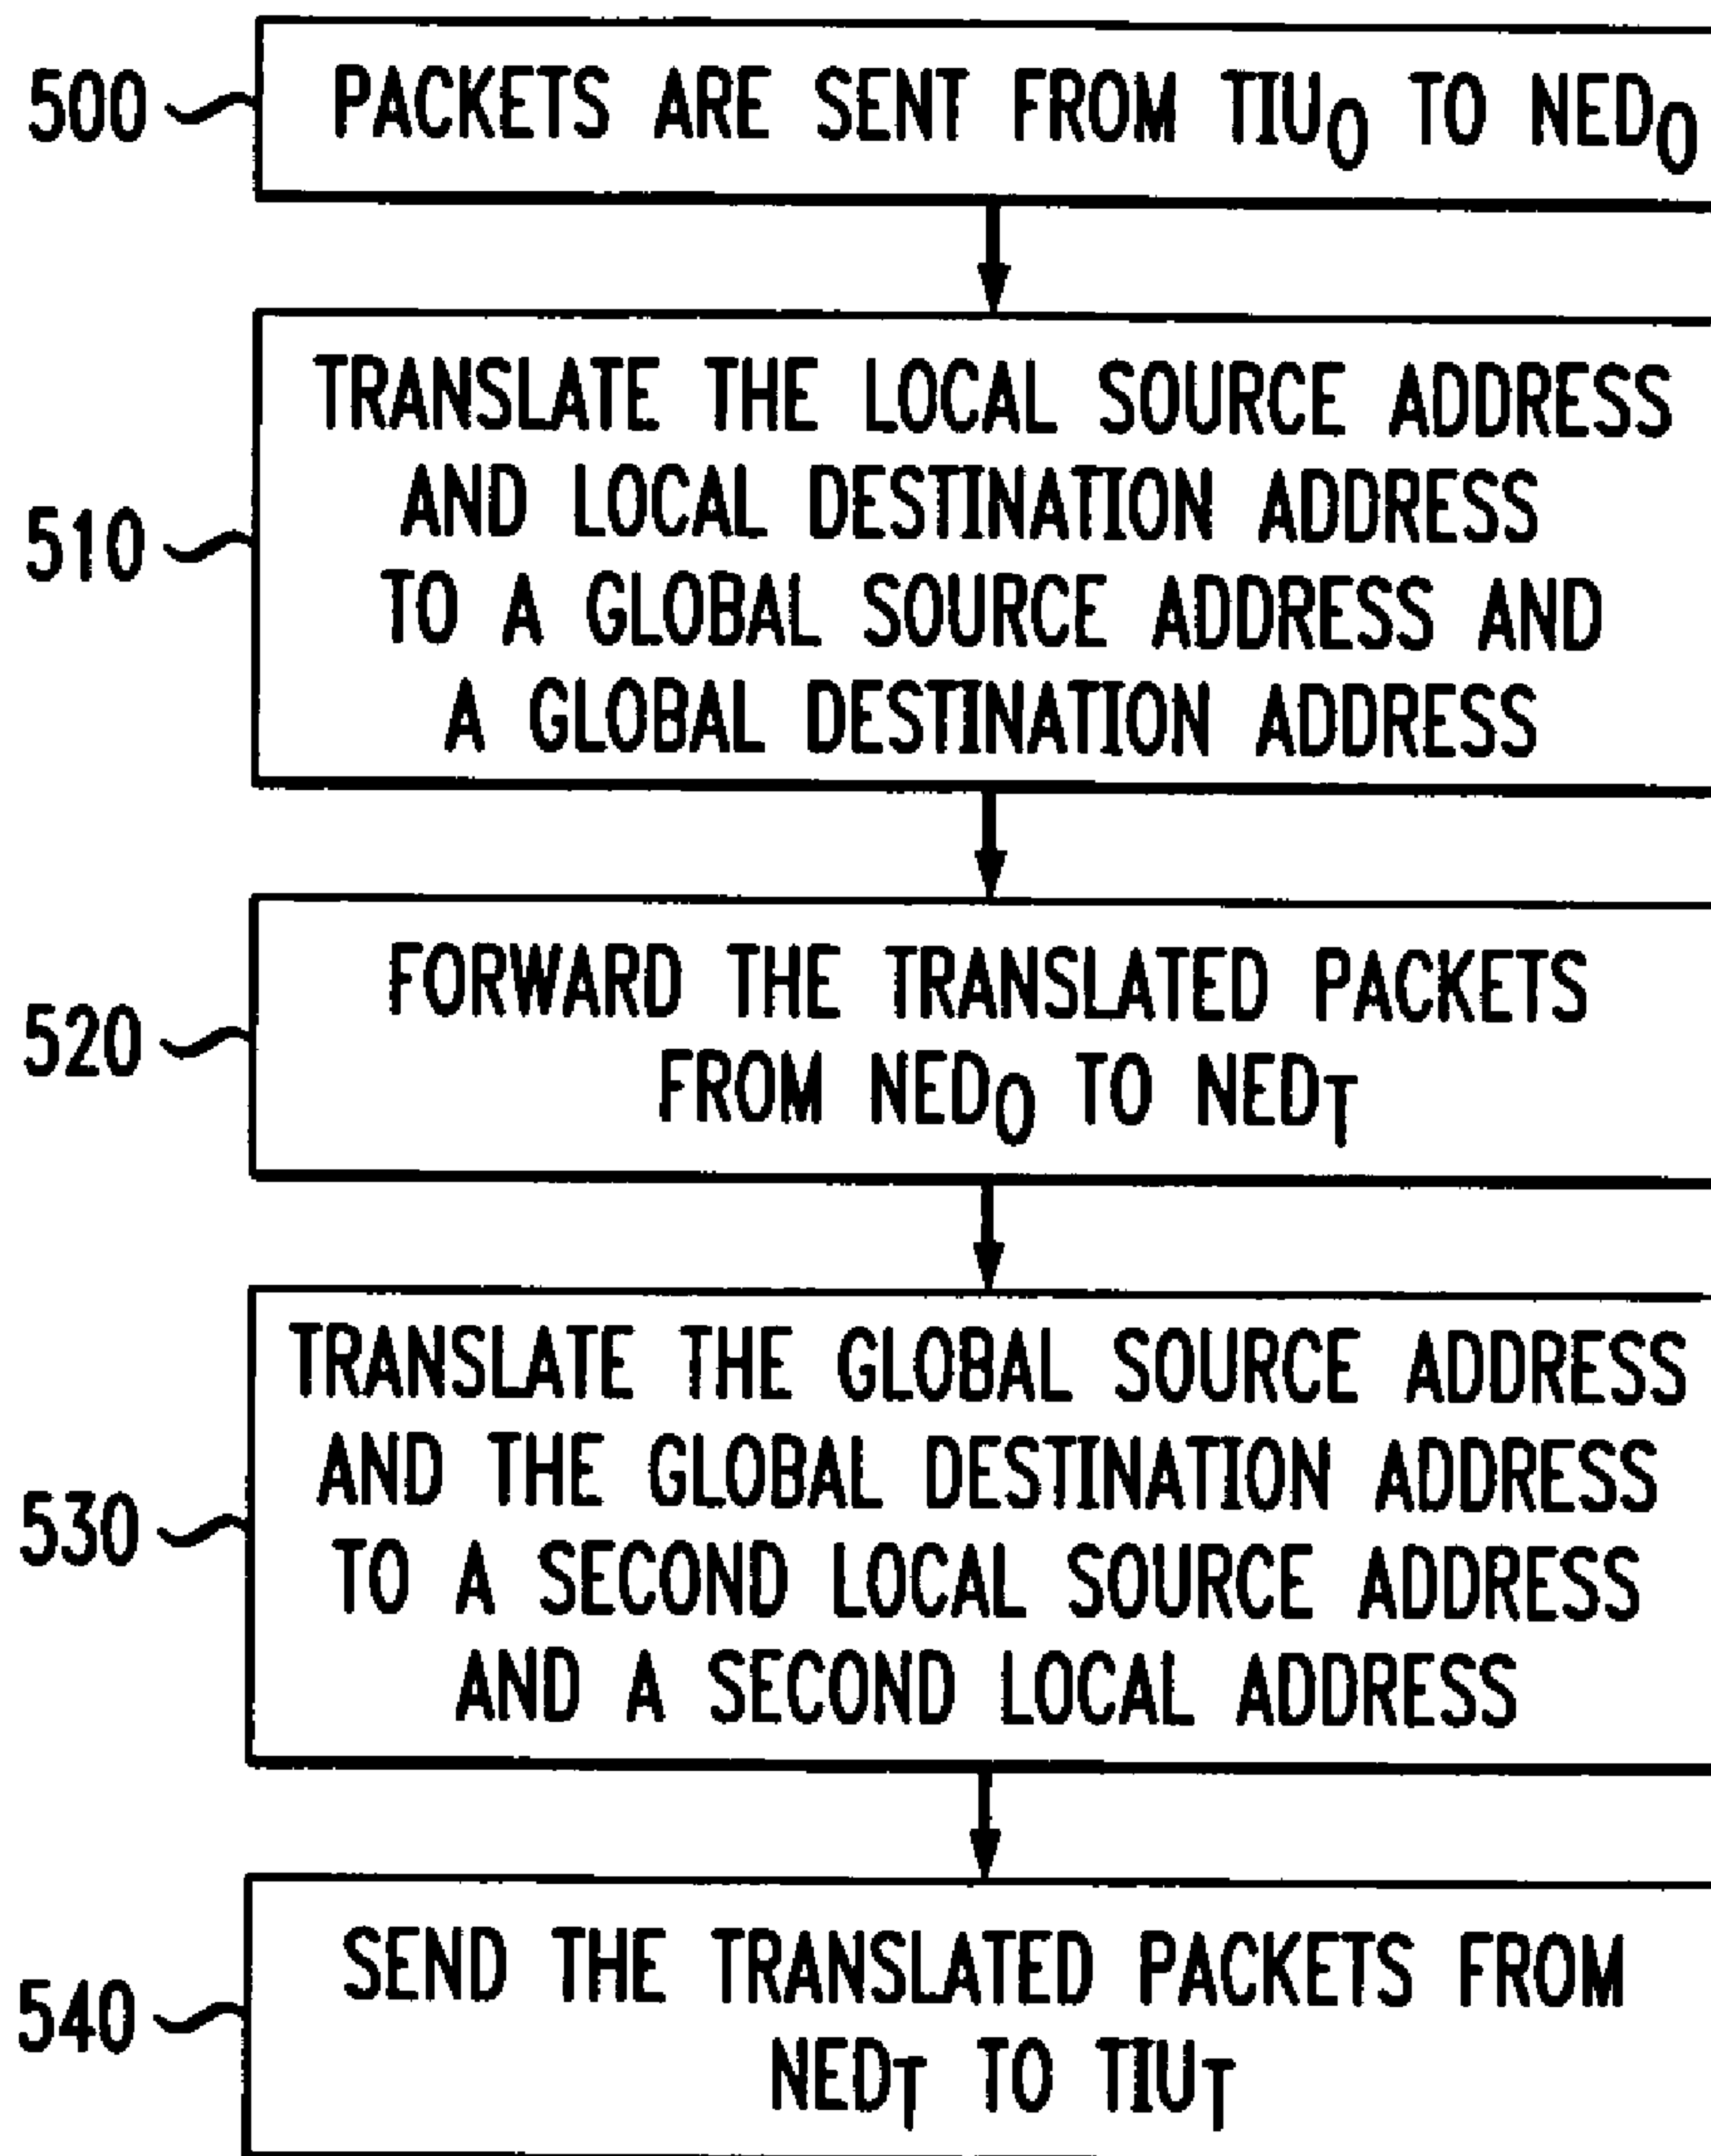 500
PACKETS ARE SENT FROM TIU₀ TO NED₀
510
TRANSLATE THE LOCAL SOURCE ADDRESS
AND LOCAL DESTINATION ADDRESS
TO A GLOBAL SOURCE ADDRESS AND
A GLOBAL DESTINATION ADDRESS
520
FORWARD THE TRANSLATED PACKETS
FROM NED₀ TO NEDT
530
TRANSLATE THE GLOBAL SOURCE ADDRESS
AND THE GLOBAL DESTINATION ADDRESS
TO A SECOND LOCAL SOURCE ADDRESS
AND A SECOND LOCAL ADDRESS
540
SEND THE TRANSLATED PACKETS FROM
NEDT TO TIUT